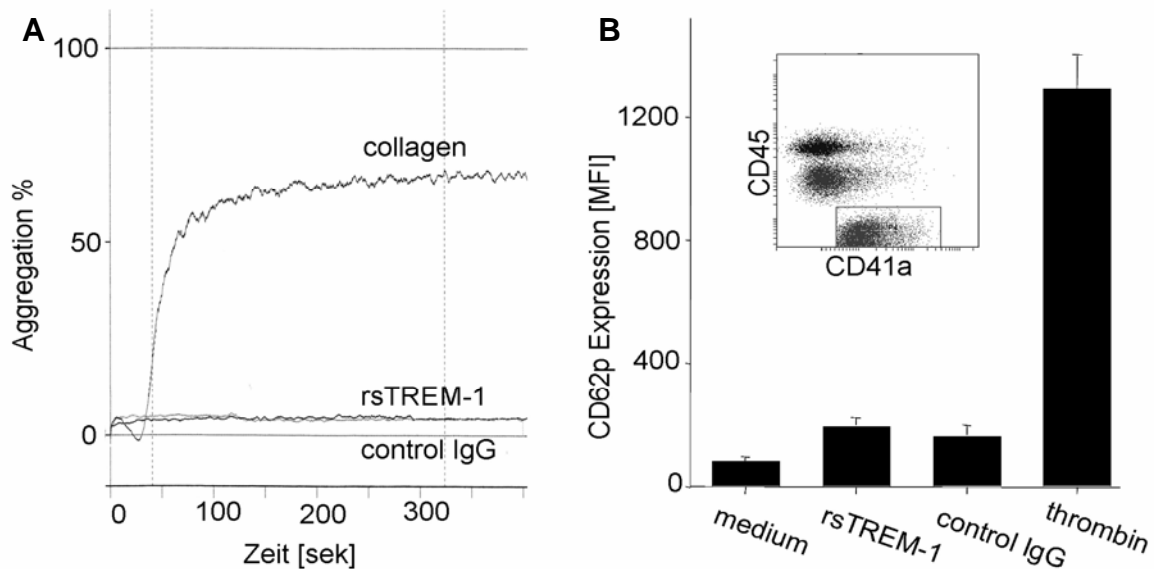 A
100
50
0
Aggregation %
collagen
rsTREM-1
control IgG
0 100 200 300
Zeit [sek]
B
1200
800
400
0
CD62p Expression [MFI]
CD45
CD41a
medium
rsTREM-1
control IgG
thrombin